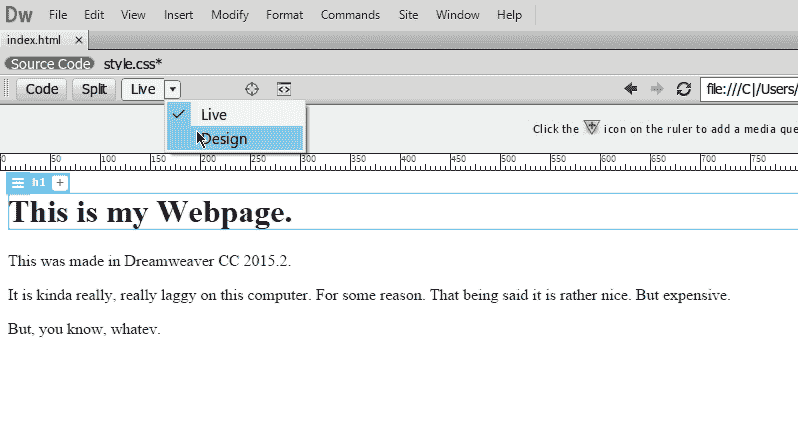 Dw File Edit View Insert Modify Format Commands Site Window Help
index.html ×
Source Code style.css*
Code Split Live file:///C|/Users/
Live
Design
Click the icon on the ruler to add a media que
0 50 100 150 200 250 300 350 400 450 500 550 600 650 700 750
h1 +
This is my Webpage.
This was made in Dreamweaver CC 2015.2.
It is kinda really, really laggy on this computer. For some reason. That being said it is rather nice. But expensive.
But, you know, whatev.